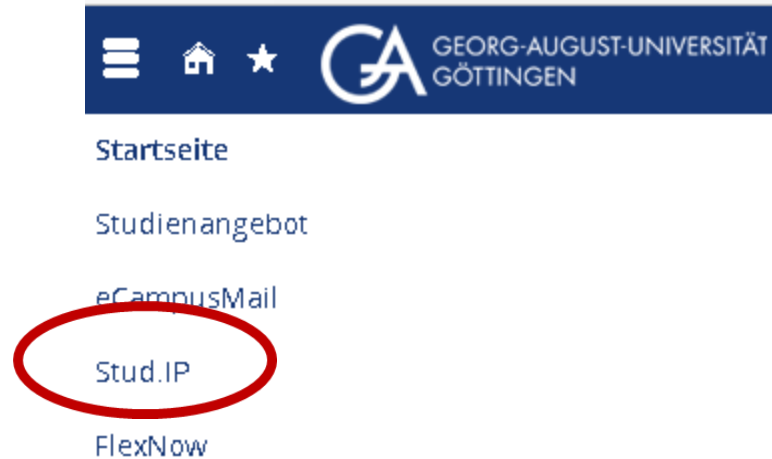 GEORG-AUGUST-UNIVERSITÄT
GÖTTINGEN
Startseite
Studienangebot
eCampusMail
Stud.IP
FlexNow